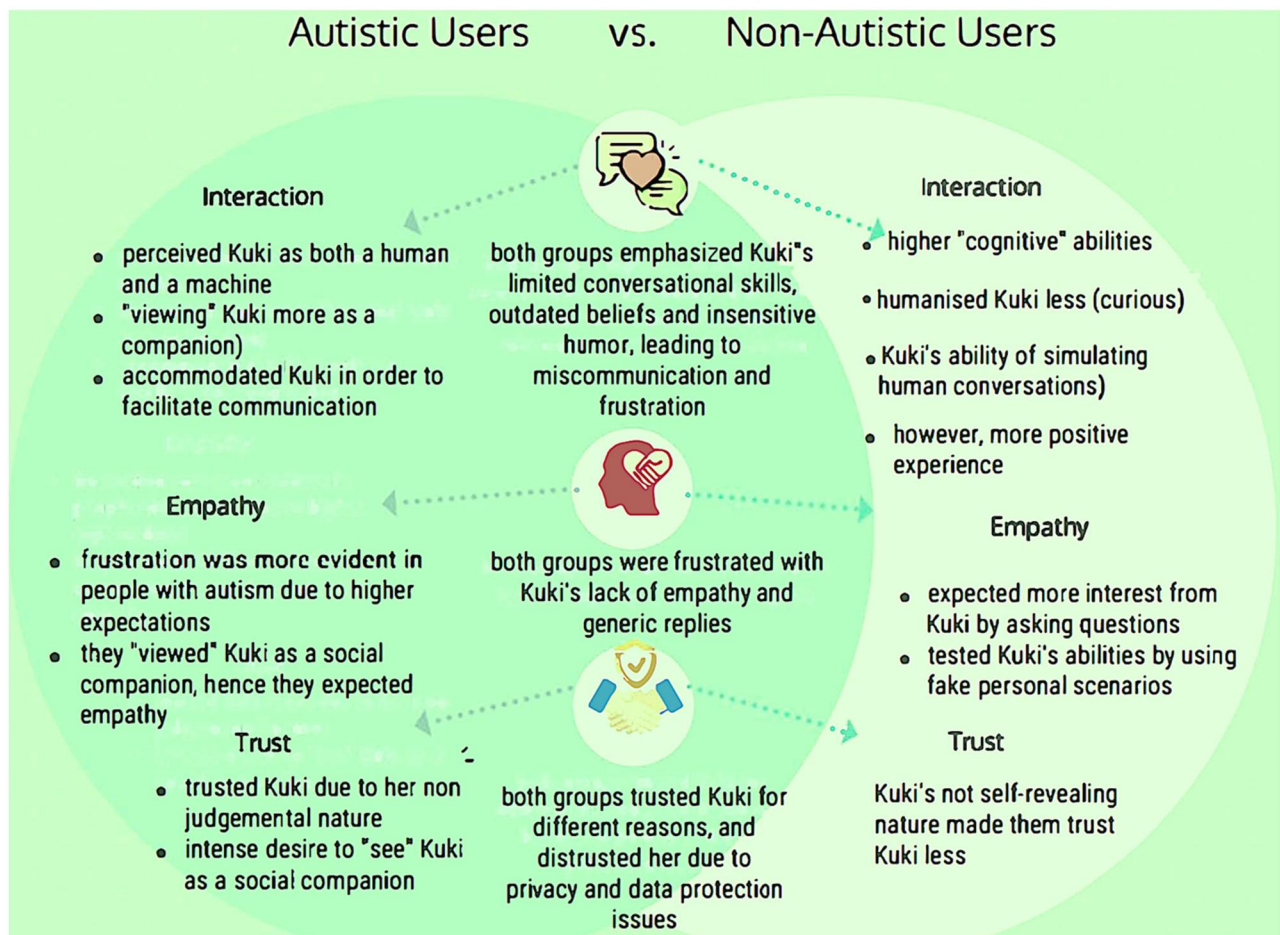 Autistic Users vs. Non-Autistic Users
Interaction
• perceived Kuki as both a human
and a machine
• "viewing" Kuki more as a
companion)
• accommodated Kuki in order to
facilitate communication
both groups emphasized Kuki"s
limited conversational skills,
outdated beliefs and insensitive
humor, leading to
miscommunication and
frustration
Interaction
• higher "cognitive" abilities
• humanised Kuki less (curious)
• Kuki's ability of simulating
human conversations)
• however, more positive
experience
Empathy
• frustration was more evident in
people with autism due to higher
expectations
• they "viewed" Kuki as a social
companion, hence they expected
empathy
both groups were frustrated with
Kuki's lack of empathy and
generic replies
Empathy
• expected more interest from
Kuki by asking questions
• tested Kuki's abilities by using
fake personal scenarios
Trust
• trusted Kuki due to her non
judgemental nature
• intense desire to "see" Kuki
as a social companion
both groups trusted Kuki for
different reasons, and
distrusted her due to
privacy and data protection
issues
Trust
Kuki's not self-revealing
nature made them trust
Kuki less